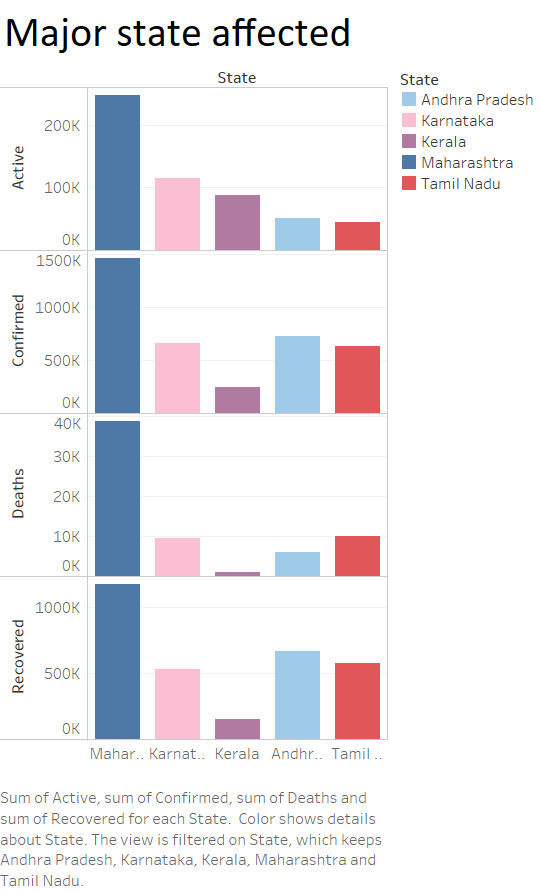 Major state affected
State
State
Andhra Pradesh
Karnataka
Kerala
Maharashtra
Tamil Nadu
Active
200K
100K
0K
Confirmed
1500K
1000K
500K
0K
Deaths
40K
30K
20K
10K
0K
Recovered
1000K
500K
0K
Mahar.. Karnat.. Kerala Andhr.. Tamil ..
Sum of Active, sum of Confirmed, sum of Deaths and
sum of Recovered for each State. Color shows details
about State. The view is filtered on State, which keeps
Andhra Pradesh, Karnataka, Kerala, Maharashtra and
Tamil Nadu.